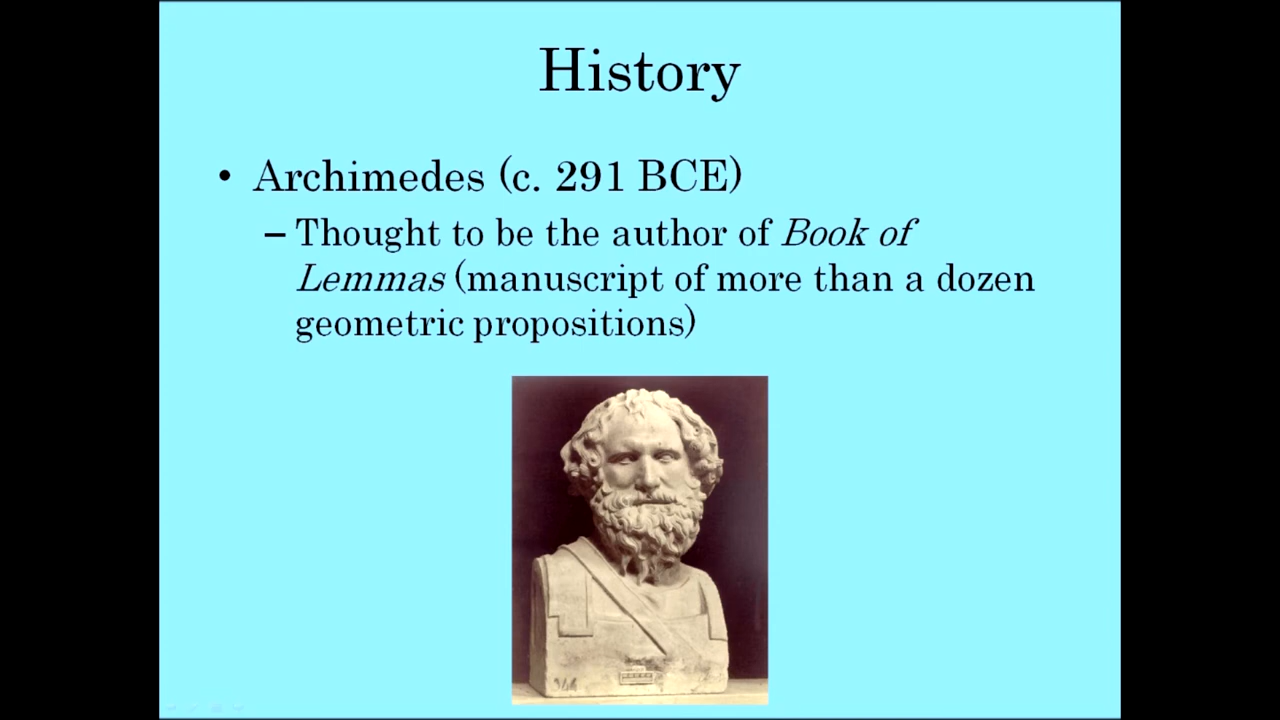 History
• Archimedes (c. 291 BCE)
– Thought to be the author of Book of
Lemmas (manuscript of more than a dozen
geometric propositions)